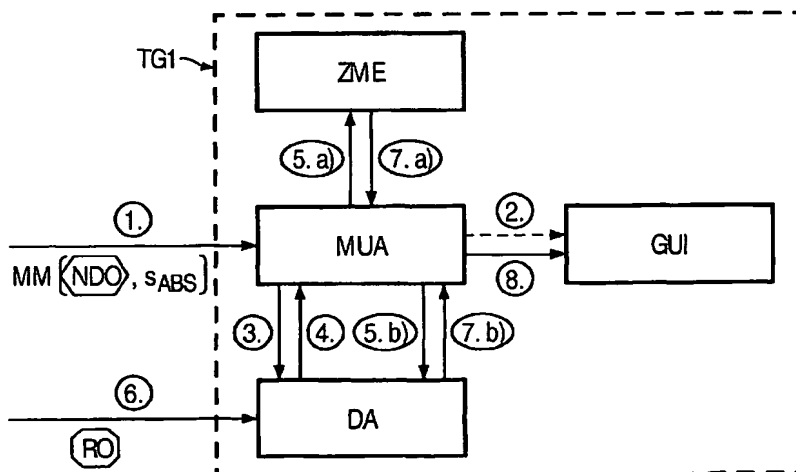 TG1
ZME
5. a)
7. a)
1.
MUA
2.
GUI
MM {NDO, sABS}
8.
3.
4.
5. b)
7. b)
6.
DA
RO